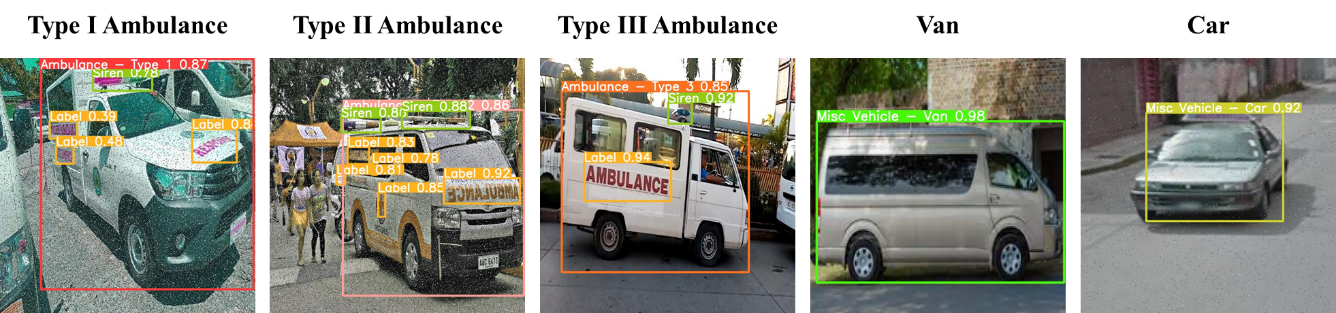 Type I Ambulance
Type II Ambulance
Type III Ambulance
Van
Car
Ambulance - Type 1 0.87
Siren 0.78
Label 0.39
Label 0.48
Label 0.8
Siren 0.88
2 0.86
Label 0.83
Label 0.78
Label 0.81
Label 0.85
Label 0.92
Ambulance - Type 3 0.85
Siren 0.92
Label 0.94
AMBULANCE
Misc Vehicle - Van 0.98
Misc Vehicle - Car 0.92